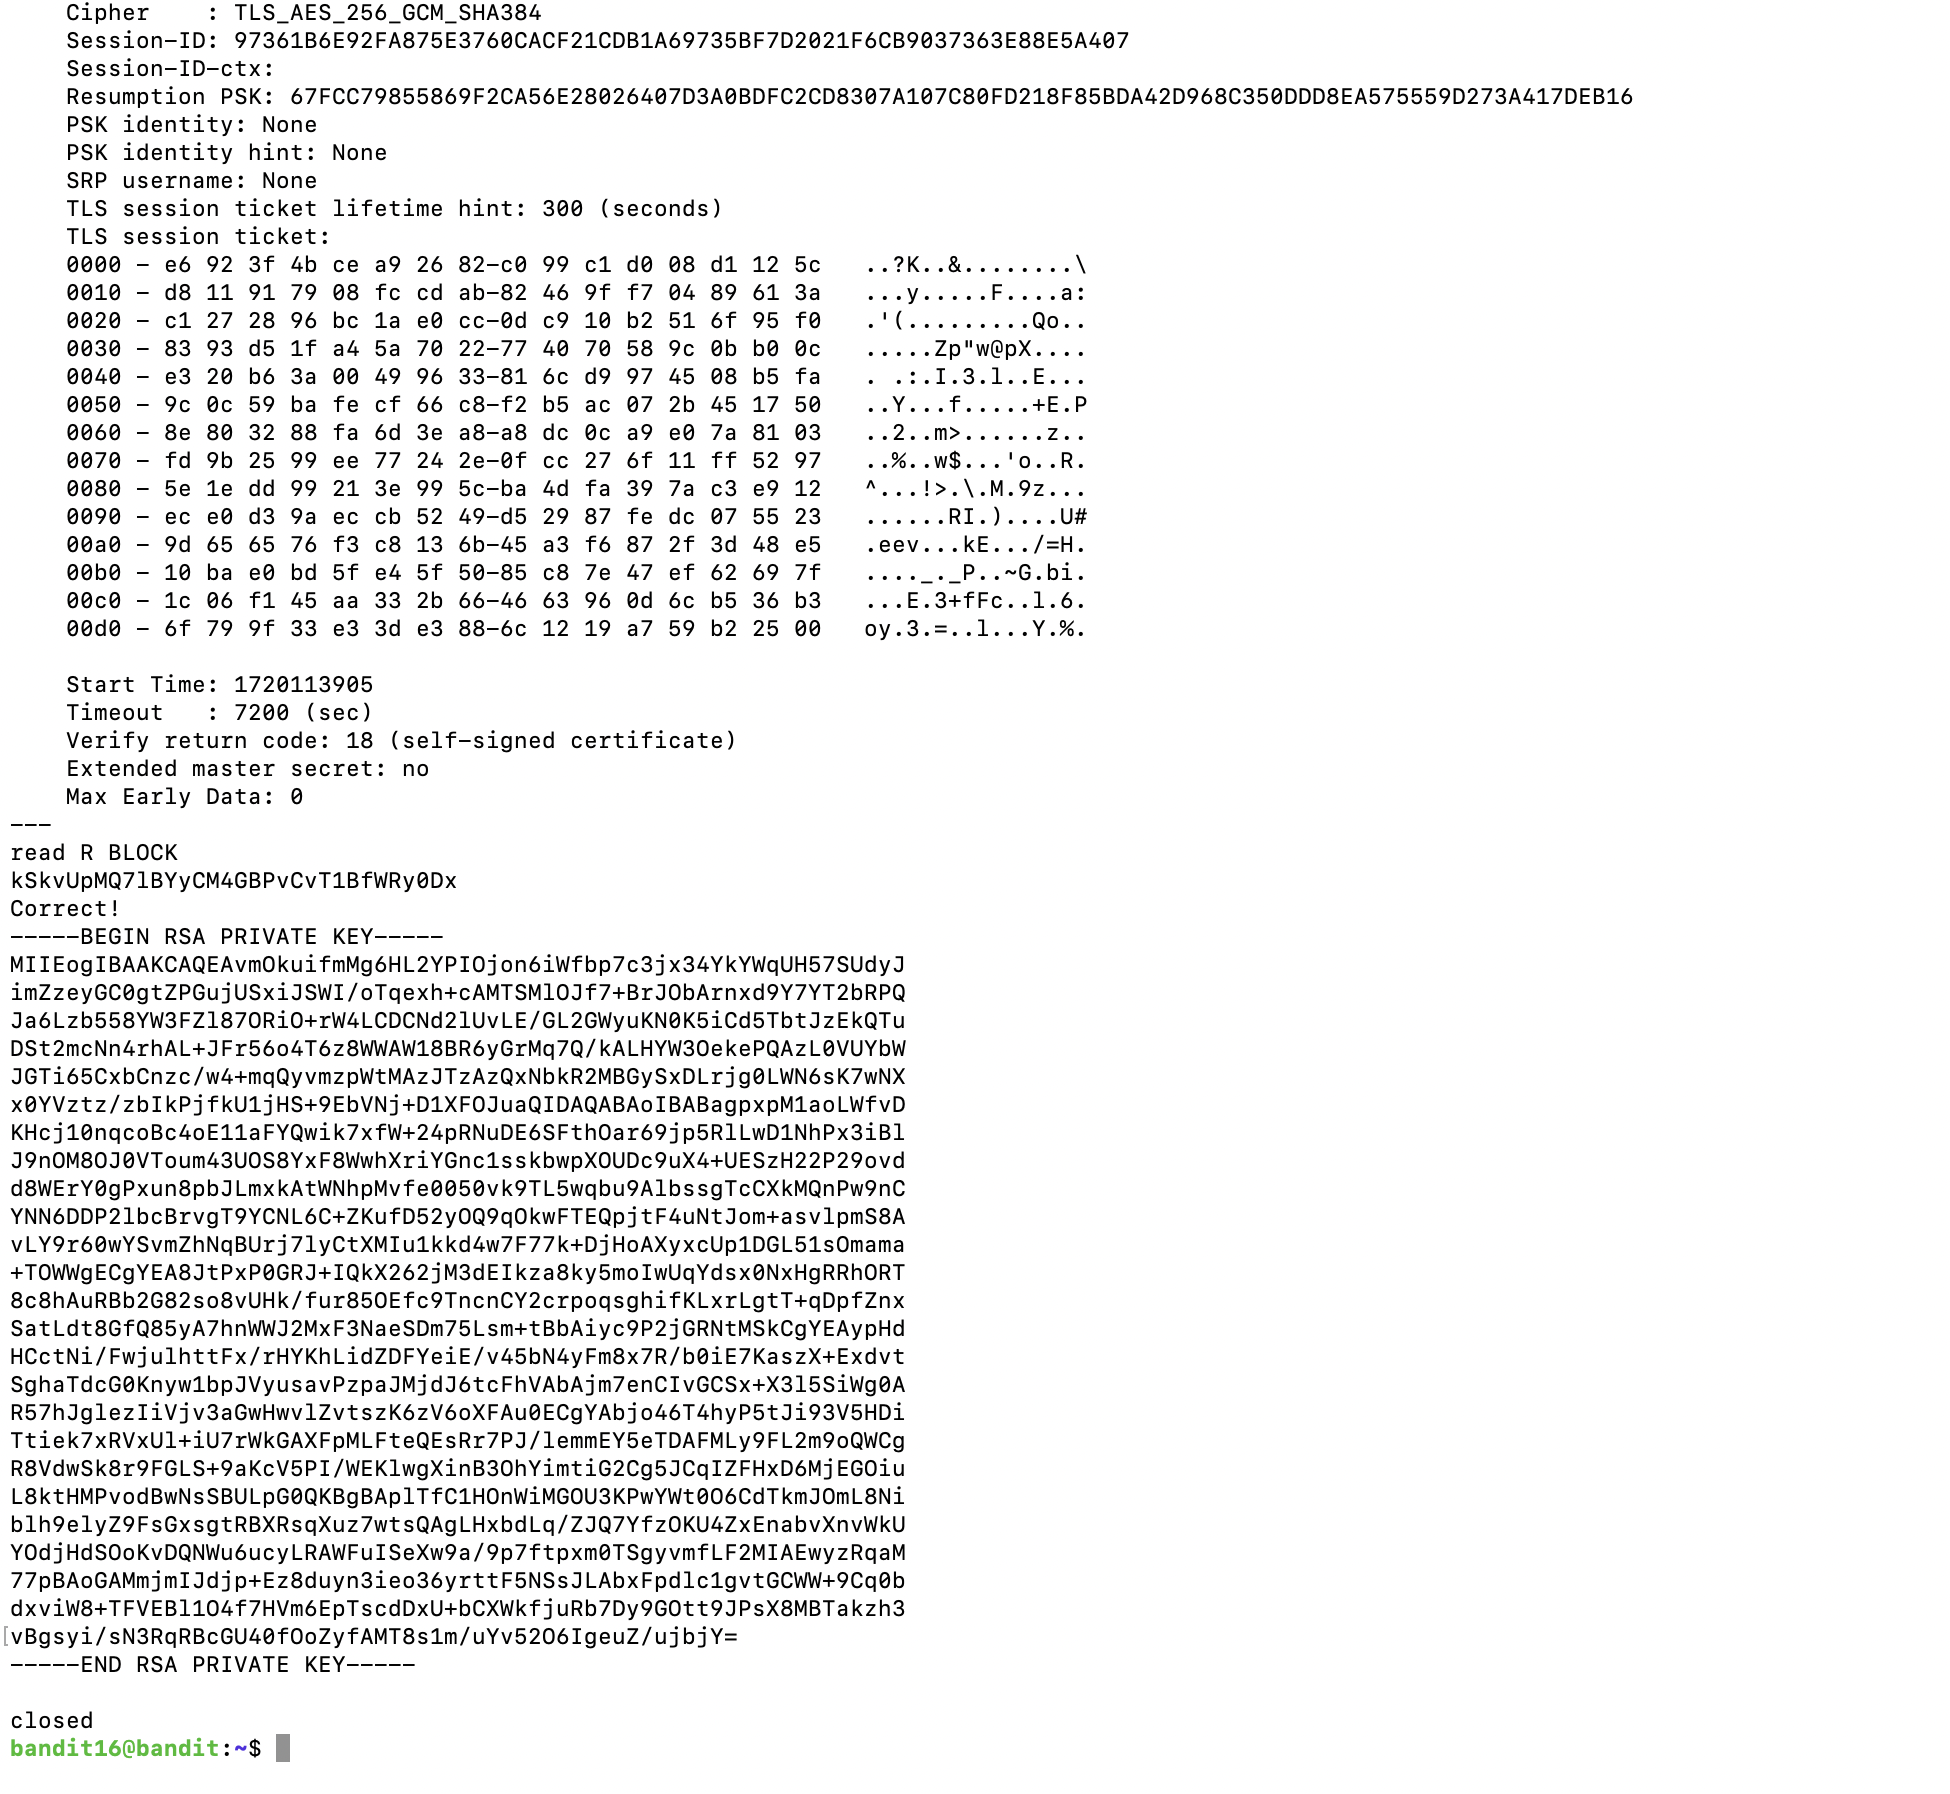 Cipher    : TLS_AES_256_GCM_SHA384
Session-ID: 97361B6E92FA875E3760CACF21CDB1A69735BF7D2021F6CB9037363E88E5A407
Session-ID-ctx:
Resumption PSK: 67FCC79855869F2CA56E28026407D3A0BDFC2CD8307A107C80FD218F85BDA42D968C350DDD8EA575559D273A417DEB16
PSK identity: None
PSK identity hint: None
SRP username: None
TLS session ticket lifetime hint: 300 (seconds)
TLS session ticket:
0000 - e6 92 3f 4b ce a9 26 82-c0 99 c1 d0 08 d1 12 5c   ..?K..&........\
0010 - d8 11 91 79 08 fc cd ab-82 46 9f f7 04 89 61 3a   ...y.....F....a:
0020 - c1 27 28 96 bc 1a e0 cc-0d c9 10 b2 51 6f 95 f0   .'(.........Qo..
0030 - 83 93 d5 1f a4 5a 70 22-77 40 70 58 9c 0b b0 0c   .....Zp"w@pX....
0040 - e3 20 b6 3a 00 49 96 33-81 6c d9 97 45 08 b5 fa   . .:.I.3.l..E...
0050 - 9c 0c 59 ba fe cf 66 c8-f2 b5 ac 07 2b 45 17 50   ..Y...f.....+E.P
0060 - 8e 80 32 88 fa 6d 3e a8-a8 dc 0c a9 e0 7a 81 03   ..2..m>......z..
0070 - fd 9b 25 99 ee 77 24 2e-0f cc 27 6f 11 ff 52 97   ..%..w$...'o..R.
0080 - 5e 1e dd 99 21 3e 99 5c-ba 4d fa 39 7a c3 e9 12   ^...!>.\.M.9z...
0090 - ec e0 d3 9a ec cb 52 49-d5 29 87 fe dc 07 55 23   ......RI.)....U#
00a0 - 9d 65 65 76 f3 c8 13 6b-45 a3 f6 87 2f 3d 48 e5   .eev...kE.../=H.
00b0 - 10 ba e0 bd 5f e4 5f 50-85 c8 7e 47 ef 62 69 7f   ...._._P..~G.bi.
00c0 - 1c 06 f1 45 aa 33 2b 66-46 63 96 0d 6c b5 36 b3   ...E.3+fFc..l.6.
00d0 - 6f 79 9f 33 e3 3d e3 88-6c 12 19 a7 59 b2 25 00   oy.3.=..l...Y.%.
Start Time: 1720113905
Timeout   : 7200 (sec)
Verify return code: 18 (self-signed certificate)
Extended master secret: no
Max Early Data: 0
---
read R BLOCK
kSkvUpMQ7lBYyCM4GBPvCvT1BfWRy0Dx
Correct!
-----BEGIN RSA PRIVATE KEY-----
MIIEogIBAAKCAQEAvmOkuifmMg6HL2YPIOjon6iWfbp7c3jx34YkYWqUH57SUdyJ
imZzeyGC0gtZPGujUSxiJSWI/oTqexh+cAMTSMlOJf7+BrJObArnxd9Y7YT2bRPQ
Ja6Lzb558YW3FZl87ORiO+rW4LCDCNd2lUvLE/GL2GWyuKN0K5iCd5TbtJzEkQTu
DSt2mcNn4rhAL+JFr56o4T6z8WWAW18BR6yGrMq7Q/kALHYW3OekePQAzL0VUYbW
JGTi65CxbCnzc/w4+mqQyvmzpWtMAzJTzAzQxNbkR2MBGySxDLrjg0LWN6sK7wNX
x0YVztz/zbIkPjfkU1jHS+9EbVNj+D1XFOJuaQIDAQABAoIBABagpxpM1aoLWfvD
KHcj10nqcoBc4oE11aFYQwik7xfW+24pRNuDE6SFthOar69jp5RlLwD1NhPx3iBl
J9nOM8OJ0VToum43UOS8YxF8WwhXriYGnc1sskbwpXOUDc9uX4+UESzH22P29ovd
d8WErY0gPxun8pbJLmxkAtWNhpMvfe0050vk9TL5wqbu9AlbssgTcCXkMQnPw9nC
YNN6DDP2lbcBrvgT9YCNL6C+ZKufD52yOQ9qOkwFTEQpjtF4uNtJom+asvlpmS8A
vLY9r60wYSvmZhNqBUrj7lyCtXMIu1kkd4w7F77k+DjHoAXyxcUp1DGL51sOmama
+TOWWgECgYEA8JtPxP0GRJ+IQkX262jM3dEIkza8ky5moIwUqYdsx0NxHgRRhORT
8c8hAuRBb2G82so8vUHk/fur85OEfc9TncnCY2crpoqsghifKLxrLgtT+qDpfZnx
SatLdt8GfQ85yA7hnWWJ2MxF3NaeSDm75Lsm+tBbAiyc9P2jGRNtMSkCgYEAypHd
HCctNi/FwjulhttFx/rHYKhLidZDFYeiE/v45bN4yFm8x7R/b0iE7KaszX+Exdvt
SghaTdcG0Knyw1bpJVyusavPzpaJMjdJ6tcFhVAbAjm7enCIvGCSx+X3l5SiWg0A
R57hJglezIiVjv3aGwHwvlZvtszK6zV6oXFAu0ECgYAbjo46T4hyP5tJi93V5HDi
Ttiek7xRVxUl+iU7rWkGAXFpMLFteQEsRr7PJ/lemmEY5eTDAFMLy9FL2m9oQWCg
R8VdwSk8r9FGLS+9aKcV5PI/WEKlwgXinB3OhYimtiG2Cg5JCqIZFHxD6MjEGOiu
L8ktHMPvodBwNsSBULpG0QKBgBAplTfC1HOnWiMGOU3KPwYWt0O6CdTkmJOmL8Ni
blh9elyZ9FsGxsgtRBXRsqXuz7wtsQAgLHxbdLq/ZJQ7YfzOKU4ZxEnabvXnvWkU
YOdjHdSOoKvDQNWu6ucyLRAWFuISeXw9a/9p7ftpxm0TSgyvmfLF2MIAEwyzRqaM
77pBAoGAMmjmIJdjp+Ez8duyn3ieo36yrttF5NSsJLAbxFpdlc1gvtGCWW+9Cq0b
dxviW8+TFVEBl1O4f7HVm6EpTscdDxU+bCXWkfjuRb7Dy9GOtt9JPsX8MBTakzh3
vBgsyi/sN3RqRBcGU40fOoZyfAMT8s1m/uYv52O6IgeuZ/ujbjY=
-----END RSA PRIVATE KEY-----
closed
bandit16@bandit:~$